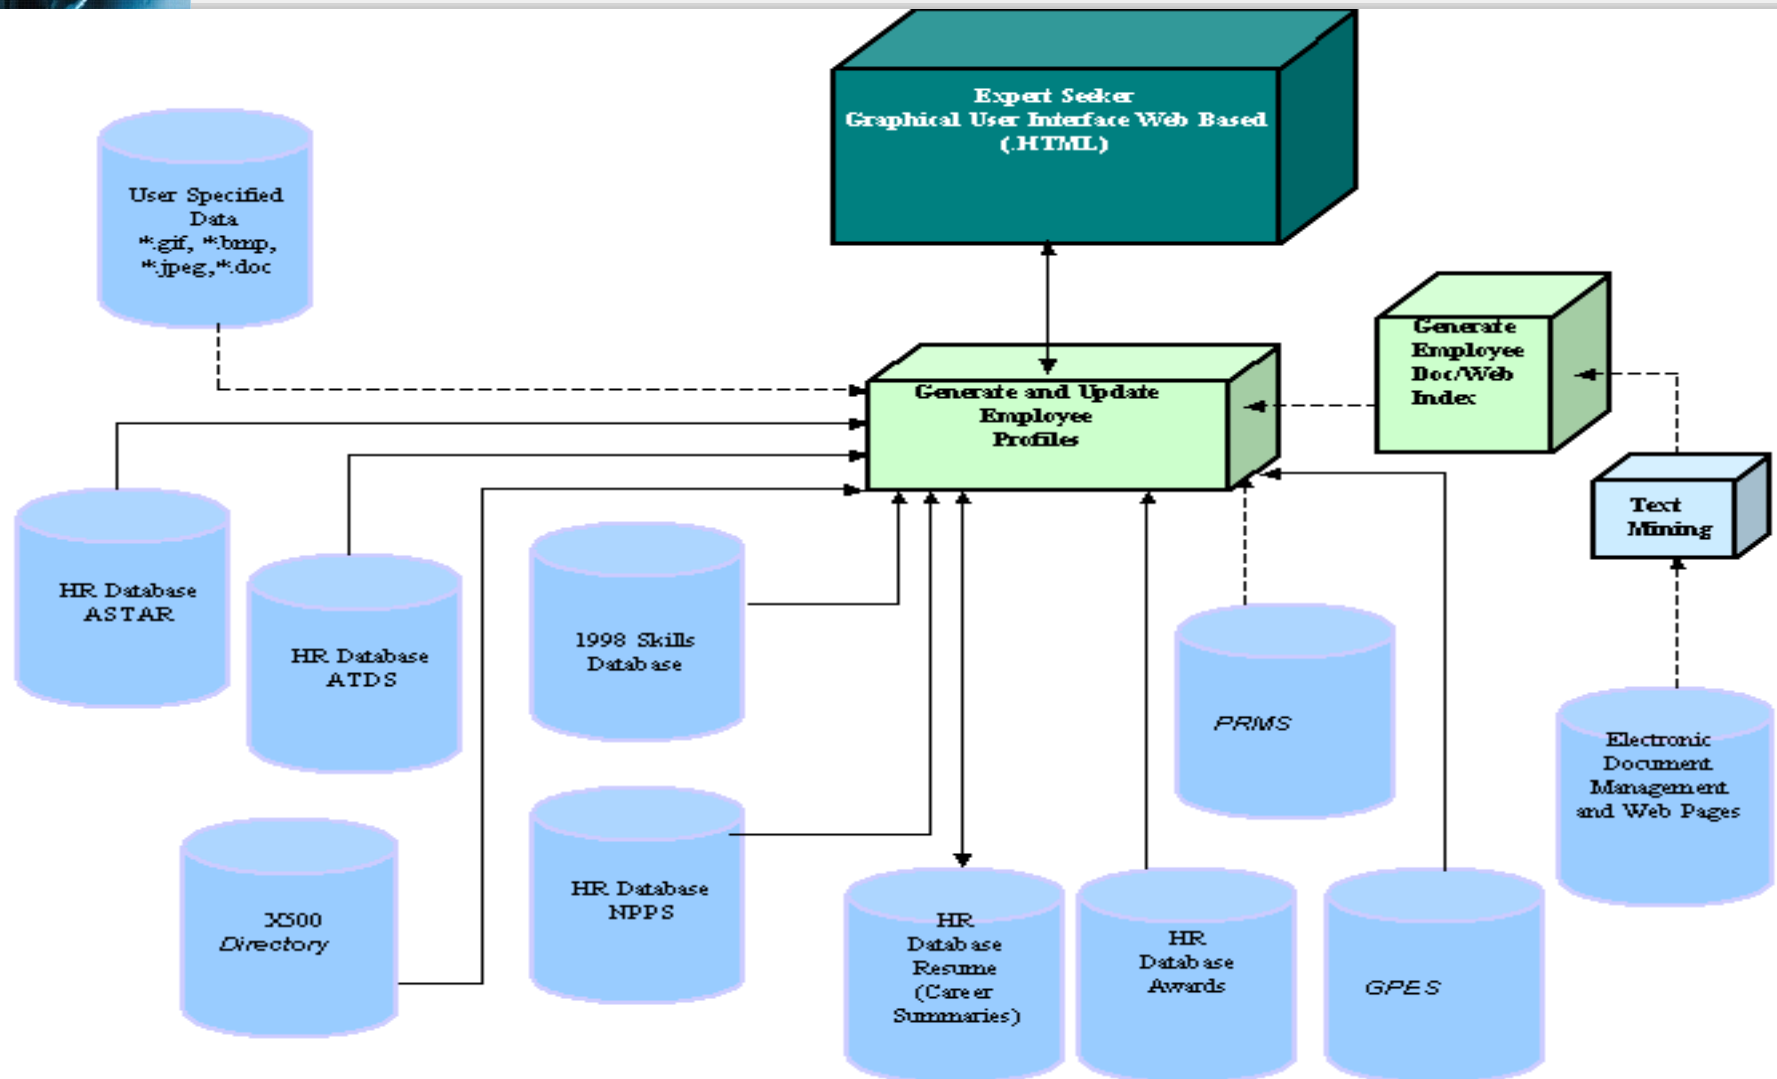 Expert Seeker
Graphical User Interface Web Based
(.HTML)
User Specified
Data
*.gif, *.bmp,
*.jpeg,*.doc
Generate
Employee
Doc/Web
Index
Generate and Update
Employee
Profiles
Text
Mining
HR Database
ASTAR
HR Database
ATDS
1998 Skills
Database
PRMS
Electronic
Document
Management
and Web Pages
X500
Directory
HR Database
NPPS
HR
Database
Resume
(Career
Summaries)
HR
Database
Awards
GPES